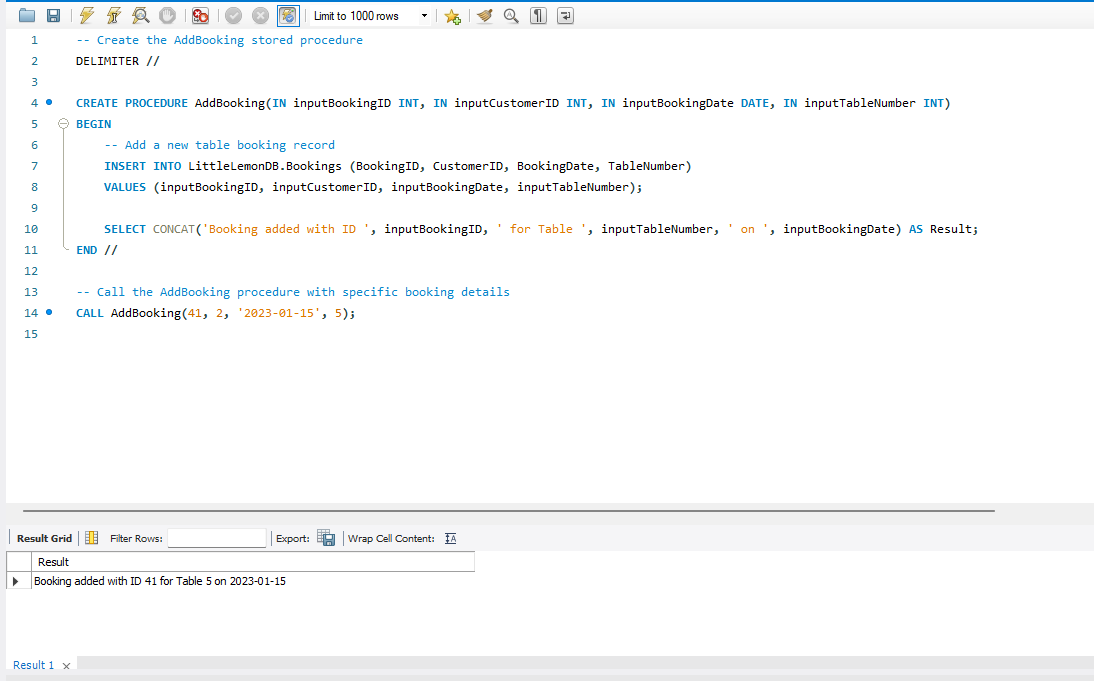 Limit to 1000 rows
1 -- Create the AddBooking stored procedure
2 DELIMITER //
3
4 CREATE PROCEDURE AddBooking(IN inputBookingID INT, IN inputCustomerID INT, IN inputBookingDate DATE, IN inputTableNumber INT)
5 BEGIN
6 -- Add a new table booking record
7 INSERT INTO LittleLemonDB.Bookings (BookingID, CustomerID, BookingDate, TableNumber)
8 VALUES (inputBookingID, inputCustomerID, inputBookingDate, inputTableNumber);
9
10 SELECT CONCAT('Booking added with ID ', inputBookingID, ' for Table ', inputTableNumber, ' on ', inputBookingDate) AS Result;
11 END //
12
13 -- Call the AddBooking procedure with specific booking details
14 CALL AddBooking(41, 2, '2023-01-15', 5);
15
Result Grid Filter Rows: Export: Wrap Cell Content:
Result
Booking added with ID 41 for Table 5 on 2023-01-15
Result 1